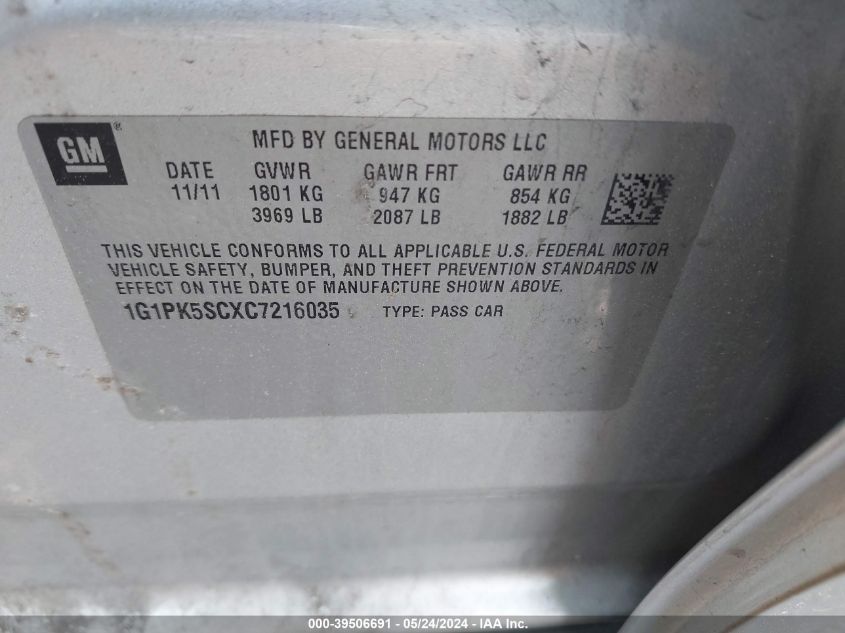 GM®
MFD BY GENERAL MOTORS LLC
DATE GVWR GAWR FRT GAWR RR
11/11 1801 KG 947 KG 854 KG
3969 LB 2087 LB 1882 LB
THIS VEHICLE CONFORMS TO ALL APPLICABLE U.S. FEDERAL MOTOR
VEHICLE SAFETY, BUMPER, AND THEFT PREVENTION STANDARDS IN
EFFECT ON THE DATE OF MANUFACTURE SHOWN ABOVE.
1G1PK5SCXC7216035 TYPE: PASS CAR
000-39506691 - 05/24/2024 - IAA Inc.